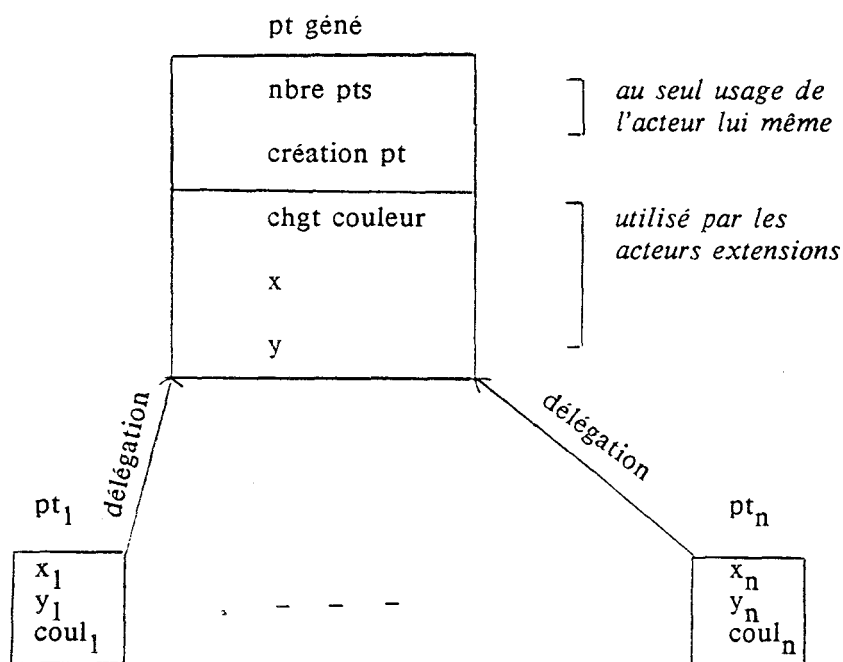 pt géné
nbre pts
création pt
au seul usage de
l'acteur lui même
chgt couleur
x
y
utilisé par les
acteurs extensions
délégation
délégation
pt₁
x₁
y₁
coul₁
ptₙ
xₙ
yₙ
coulₙ